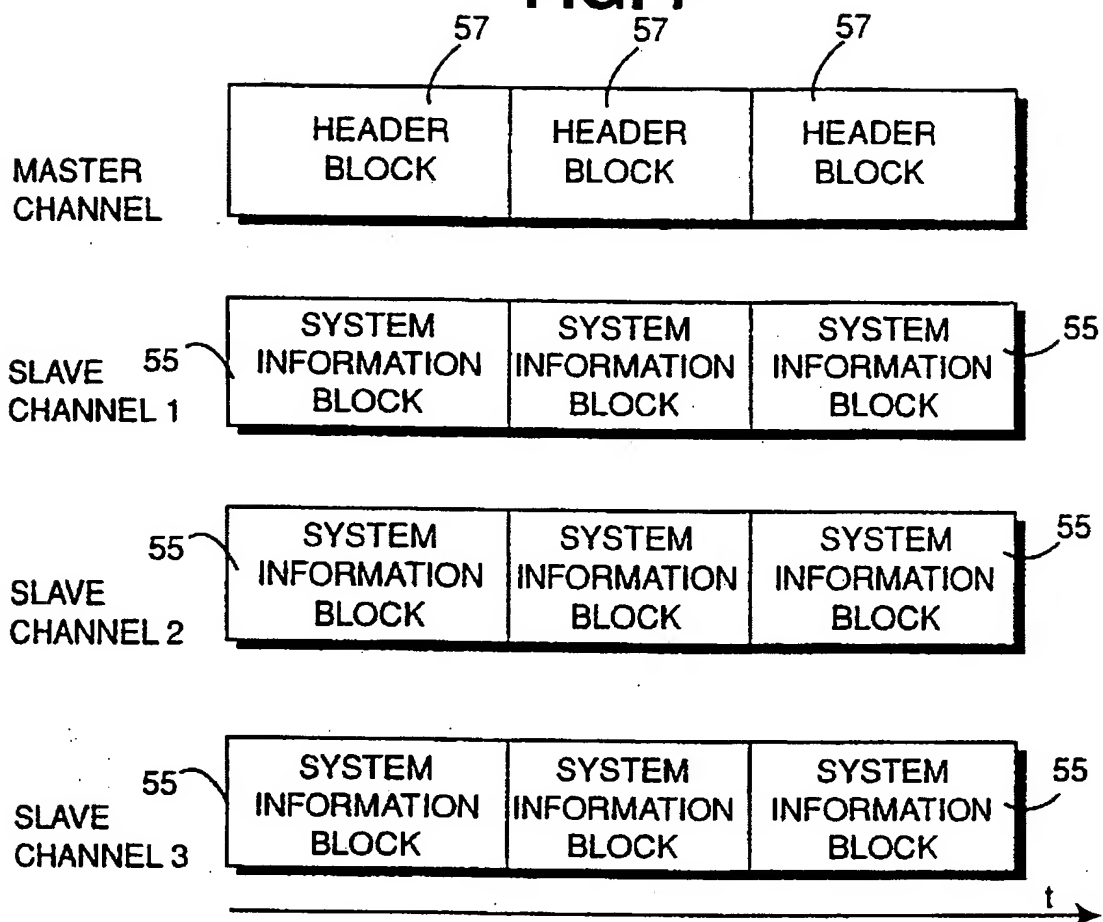 57 57 57
HEADER HEADER HEADER
BLOCK BLOCK BLOCK
MASTER
CHANNEL
SYSTEM SYSTEM SYSTEM
INFORMATION INFORMATION INFORMATION
BLOCK BLOCK BLOCK
55 55
SLAVE
CHANNEL 1
SYSTEM SYSTEM SYSTEM
INFORMATION INFORMATION INFORMATION
BLOCK BLOCK BLOCK
55 55
SLAVE
CHANNEL 2
SYSTEM SYSTEM SYSTEM
INFORMATION INFORMATION INFORMATION
BLOCK BLOCK BLOCK
55 55
SLAVE
CHANNEL 3
t